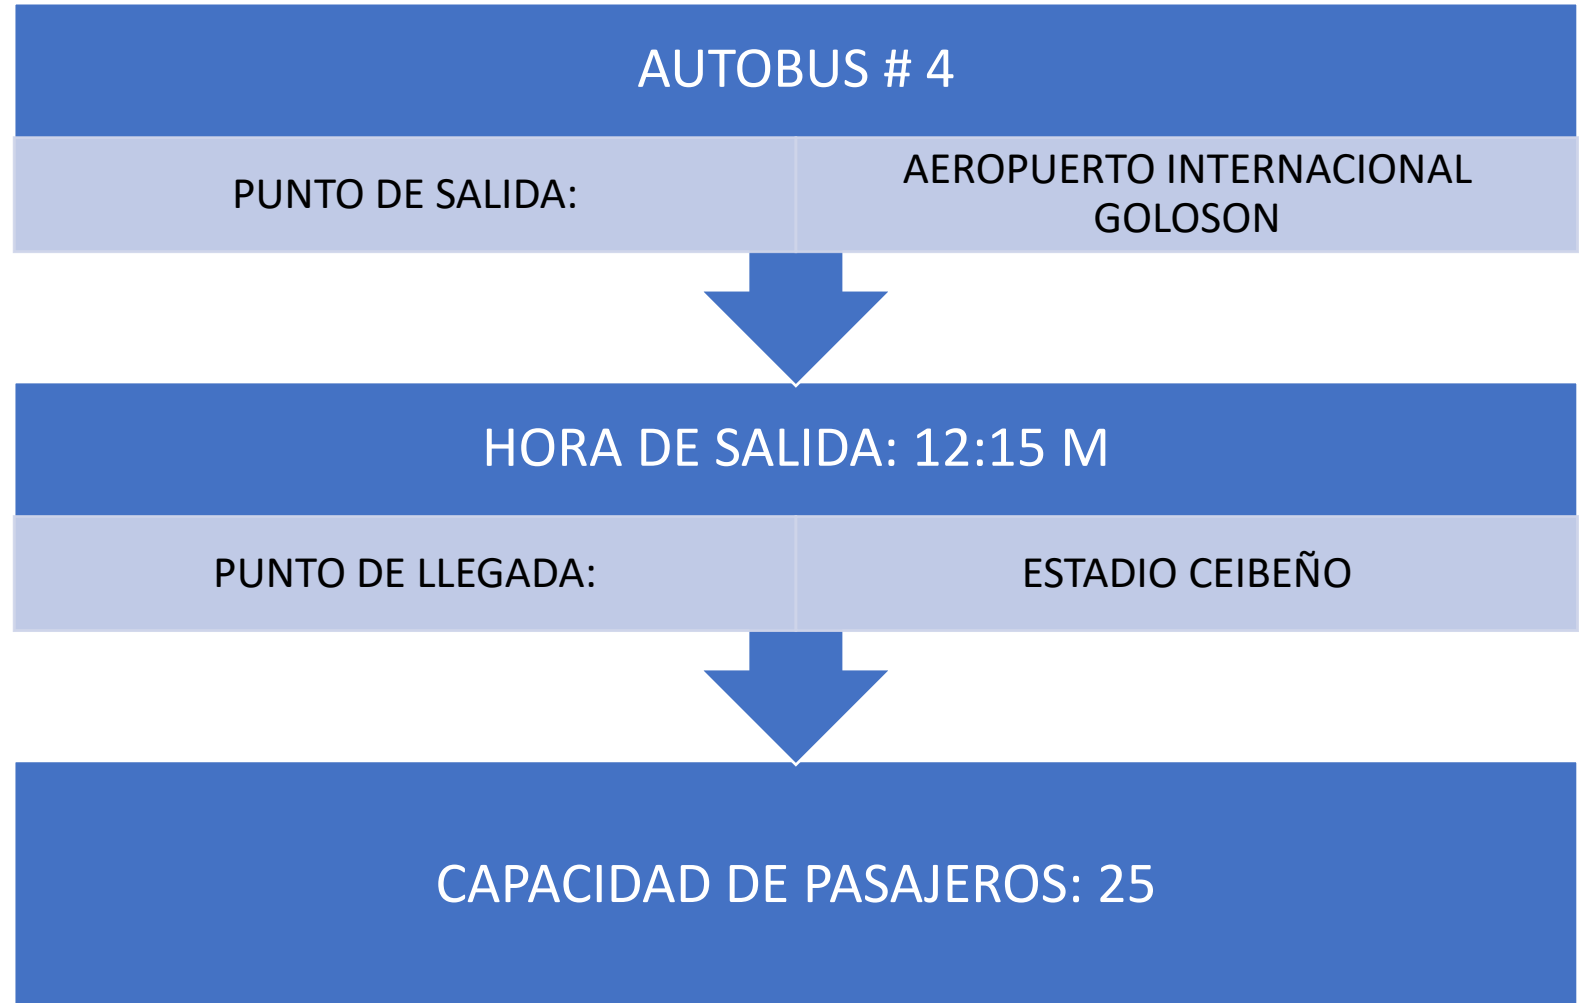 AUTOBUS # 4
PUNTO DE SALIDA:
AEROPUERTO INTERNACIONAL
GOLOSON
HORA DE SALIDA: 12:15 M
PUNTO DE LLEGADA:
ESTADIO CEIBEÑO
CAPACIDAD DE PASAJEROS: 25